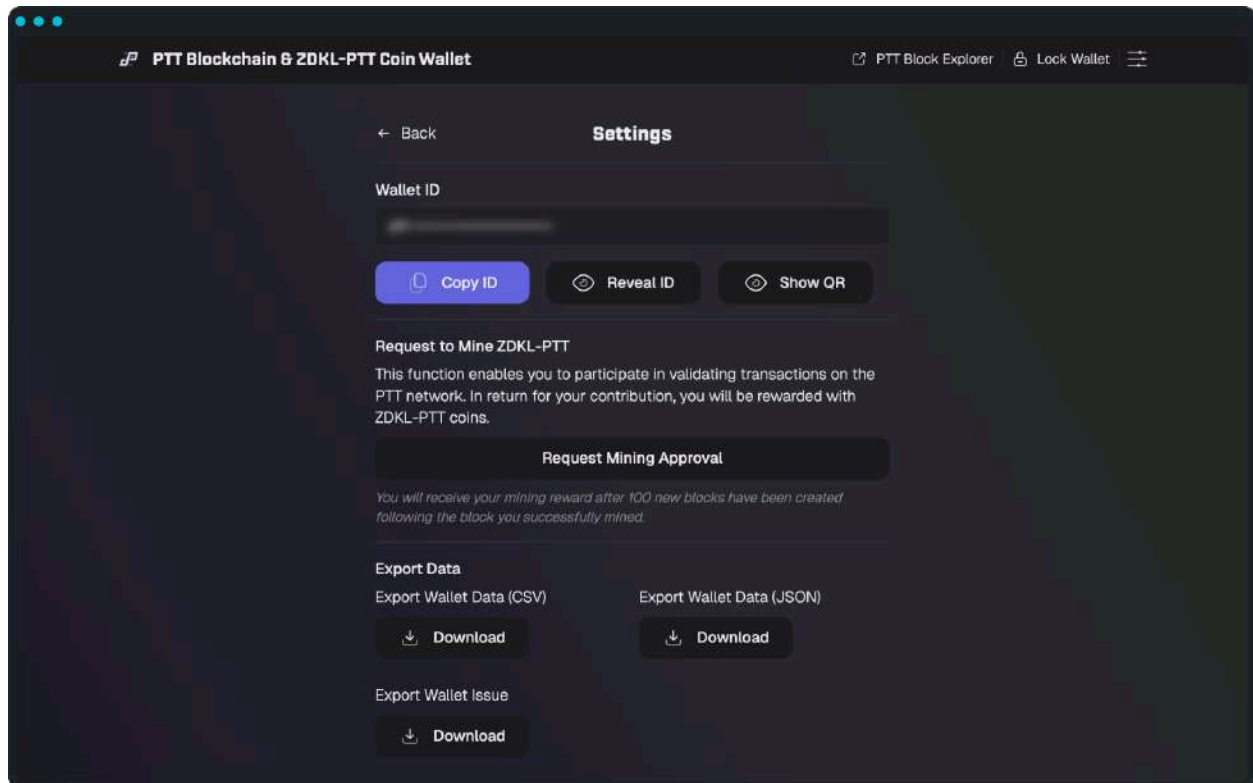 PTT Blockchain & ZDKL-PTT Coin Wallet
PTT Block Explorer
Lock Wallet
Back
Settings
Wallet ID
Copy ID
Reveal ID
Show QR
Request to Mine ZDKL-PTT
This function enables you to participate in validating transactions on the
PTT network. In return for your contribution, you will be rewarded with
ZDKL-PTT coins.
Request Mining Approval
You will receive your mining reward after 100 new blocks have been created
following the block you successfully mined.
Export Data
Export Wallet Data (CSV)
Export Wallet Data (JSON)
Download
Download
Export Wallet Issue
Download